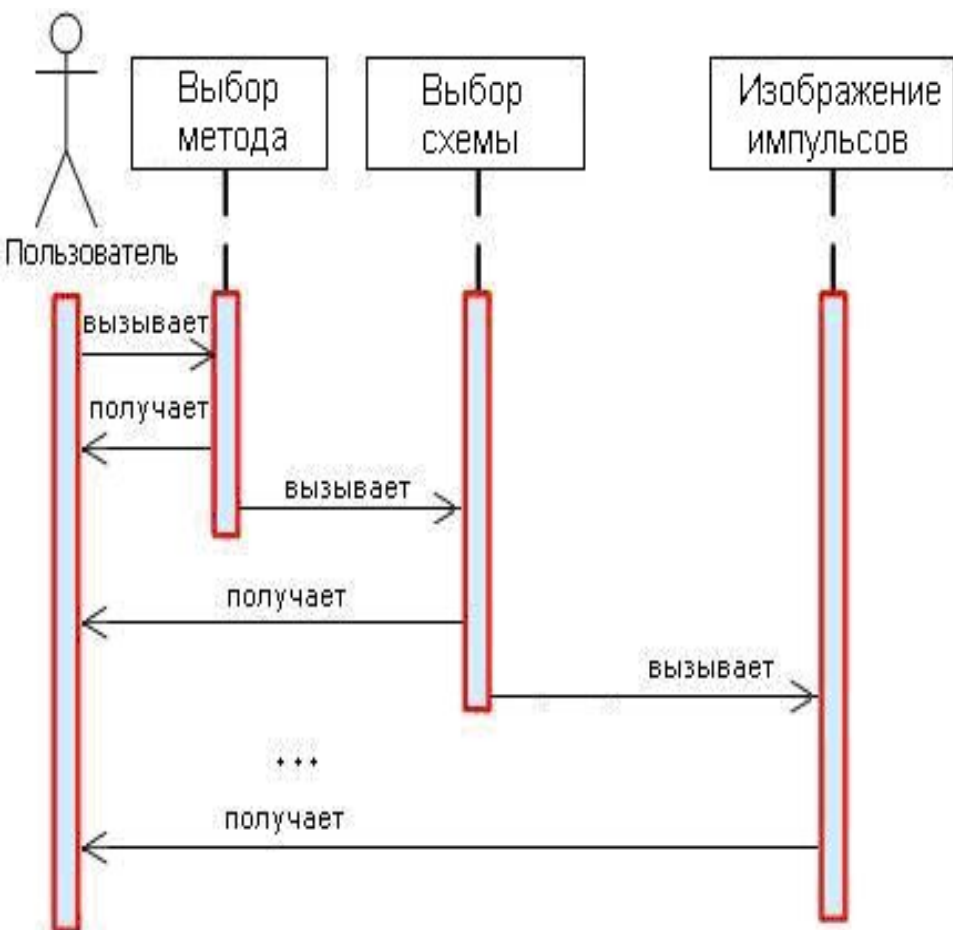 Выбор
метода
Выбор
схемы
Изображение
импульсов
Пользователь
вызывает
получает
вызывает
получает
вызывает
...
получает